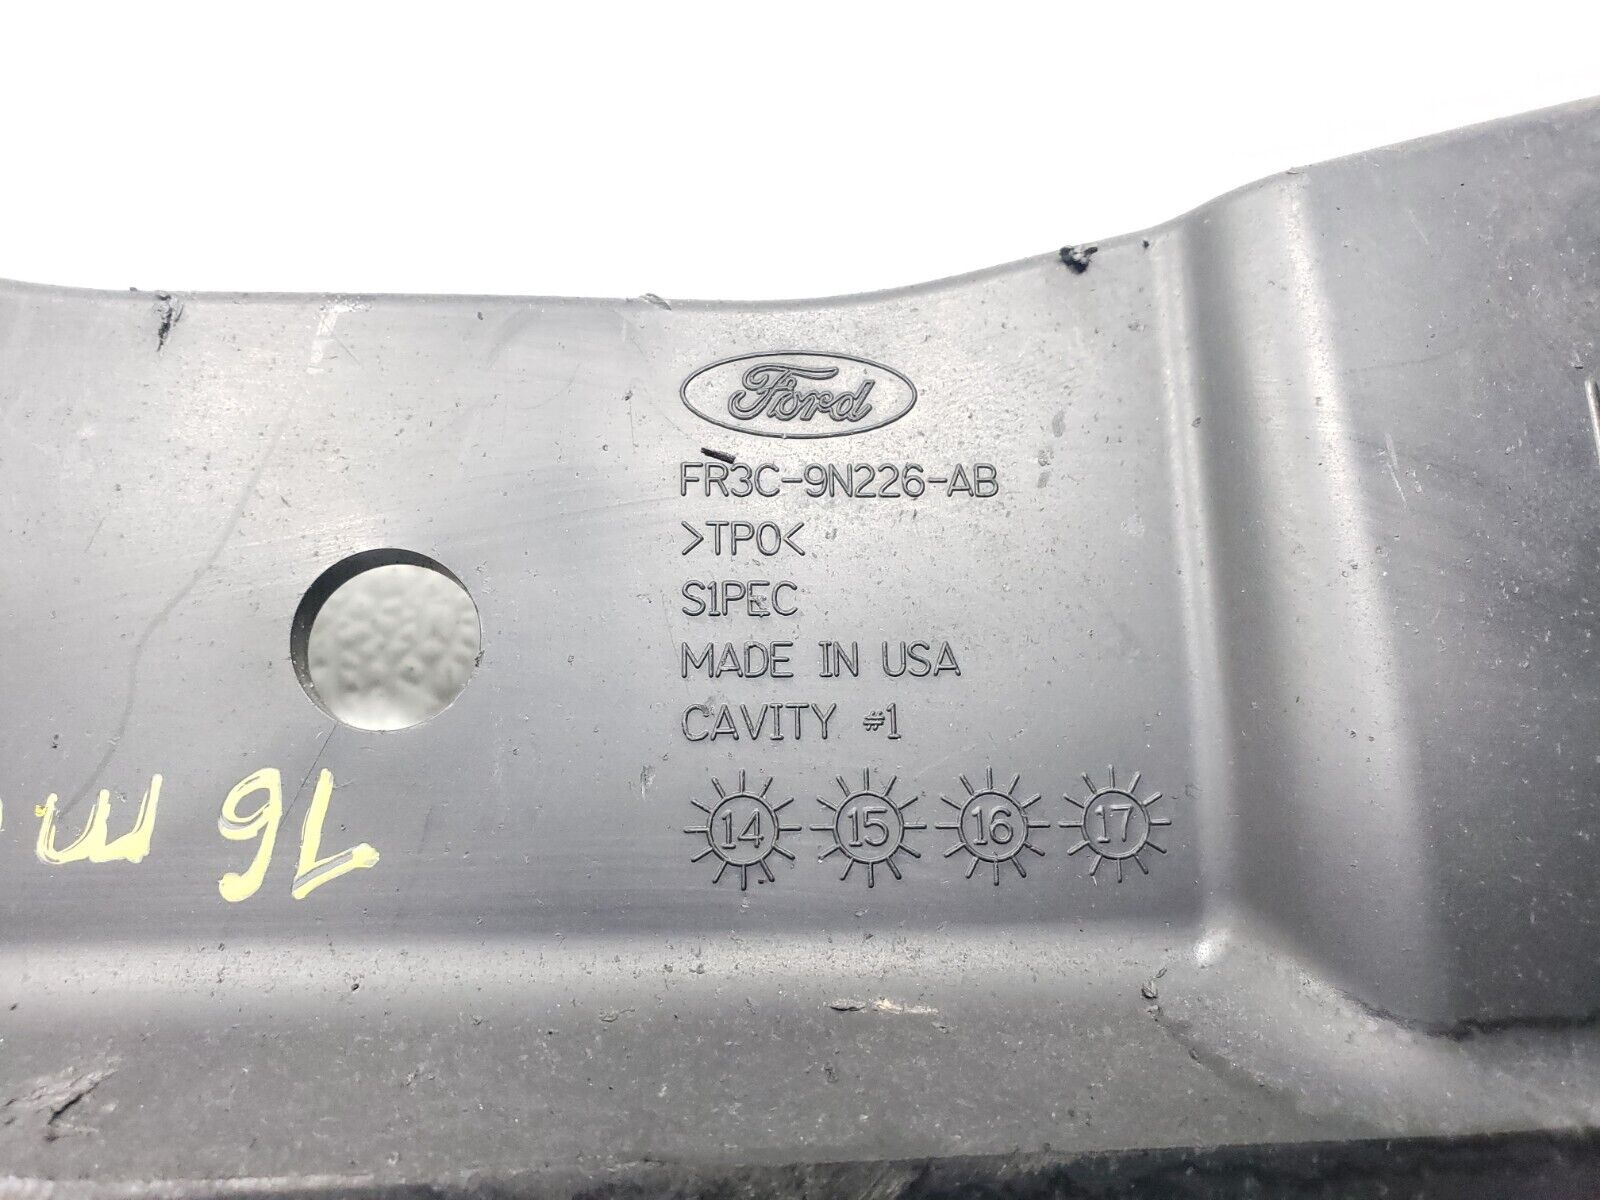 Ford
FR3C-9N226-AB
>TPO<
S1PEC
MADE IN USA
CAVITY #1
14 15 16 17
16 m